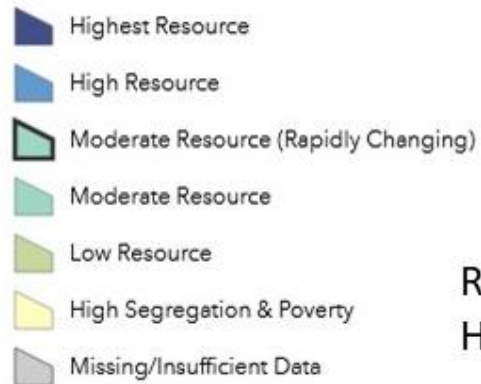 Highest Resource
High Resource
Moderate Resource (Rapidly Changing)
Moderate Resource
Low Resource
High Segregation & Poverty
Missing/Insufficient Data